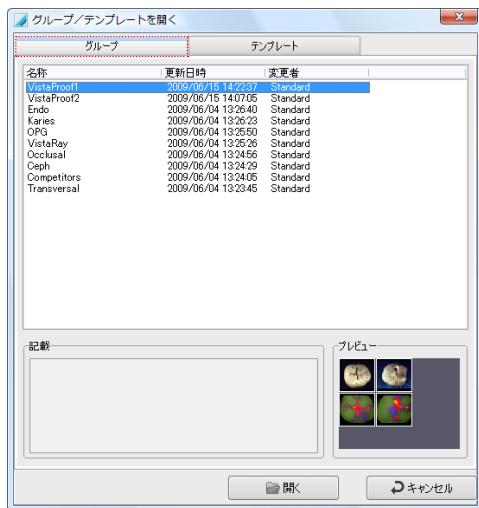 グループ/テンプレートを開く
グループ テンプレート
名称 更新日時 変更者
VistaProof1 2009/06/15 14:22:37 Standard
VistaProof2 2009/06/15 14:07:05 Standard
Endo 2009/06/04 13:26:40 Standard
Karies 2009/06/04 13:26:23 Standard
OPG 2009/06/04 13:25:50 Standard
VistaRay 2009/06/04 13:25:26 Standard
Occlusal 2009/06/04 13:24:56 Standard
Ceph 2009/06/04 13:24:29 Standard
Competitors 2009/06/04 13:24:05 Standard
Transversal 2009/06/04 13:23:45 Standard
記載 プレビュー
開く キャンセル